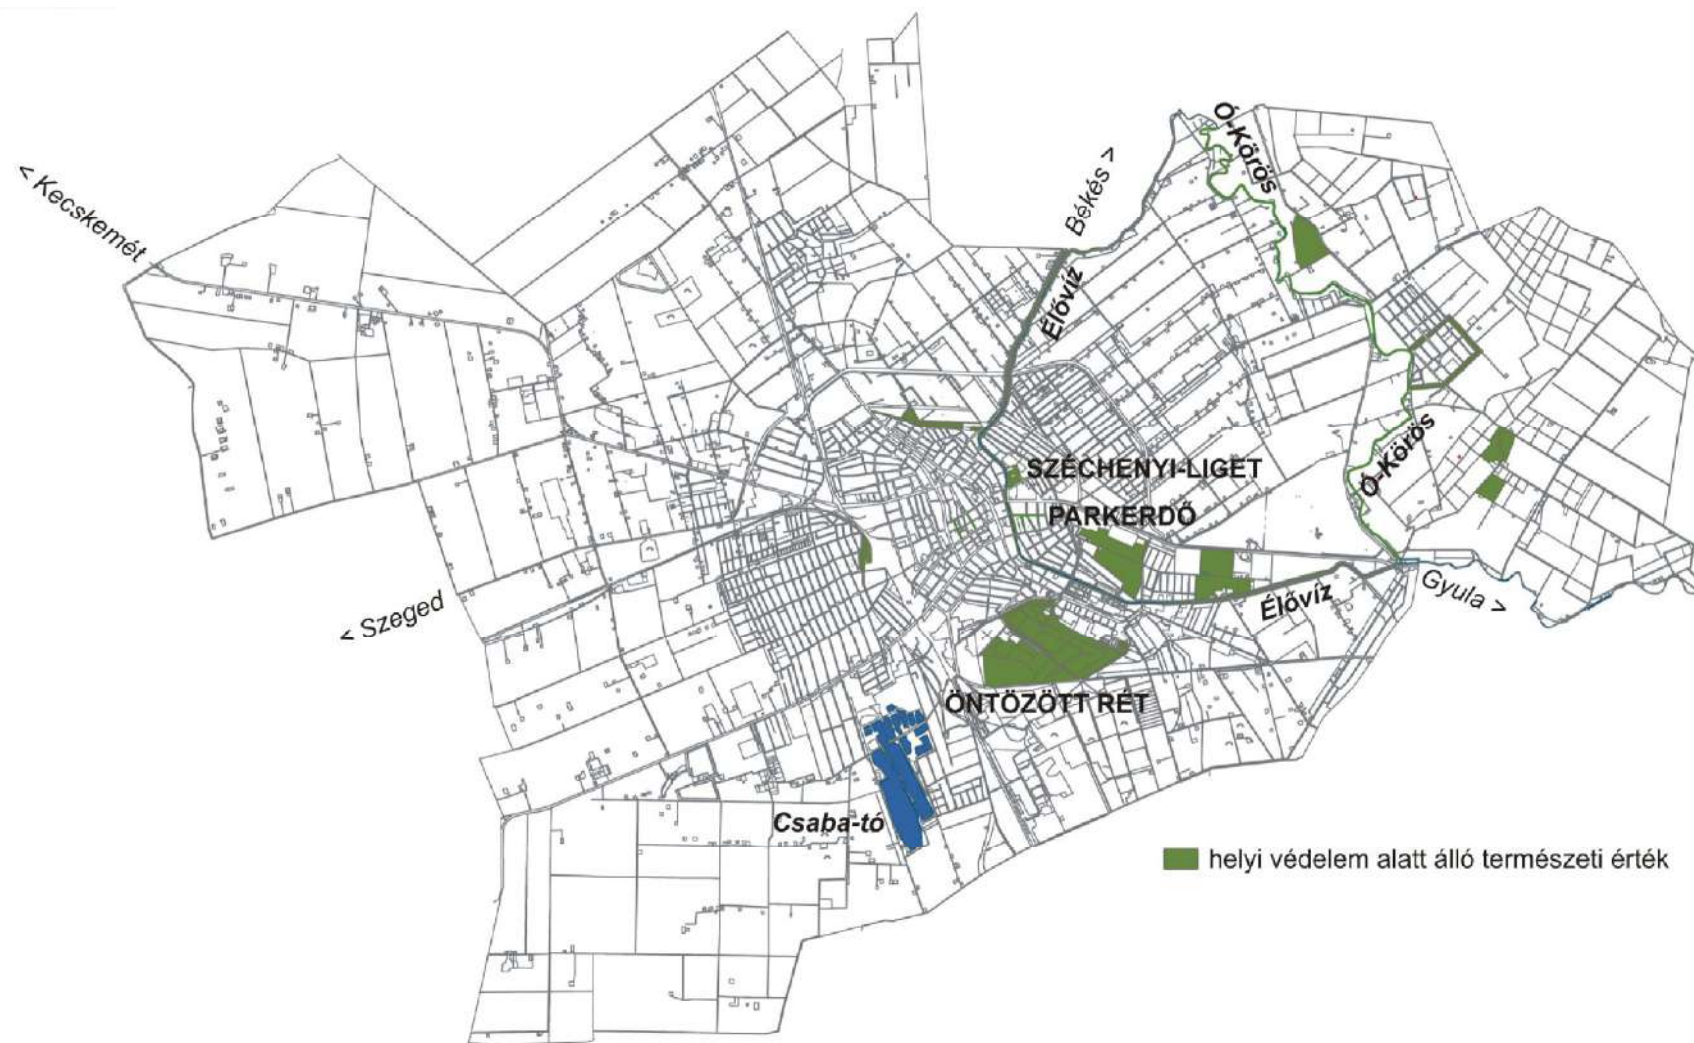 Ó-Körös
< Kecskemét
Békés >
Élővíz
Ó-Körös
SZÉCHENYI-LIGET
PARKERDŐ
< Szeged
Élővíz
Gyula >
ÖNTÖZÖTT RÉT
Csaba-tó
helyi védelem alatt álló természeti érték